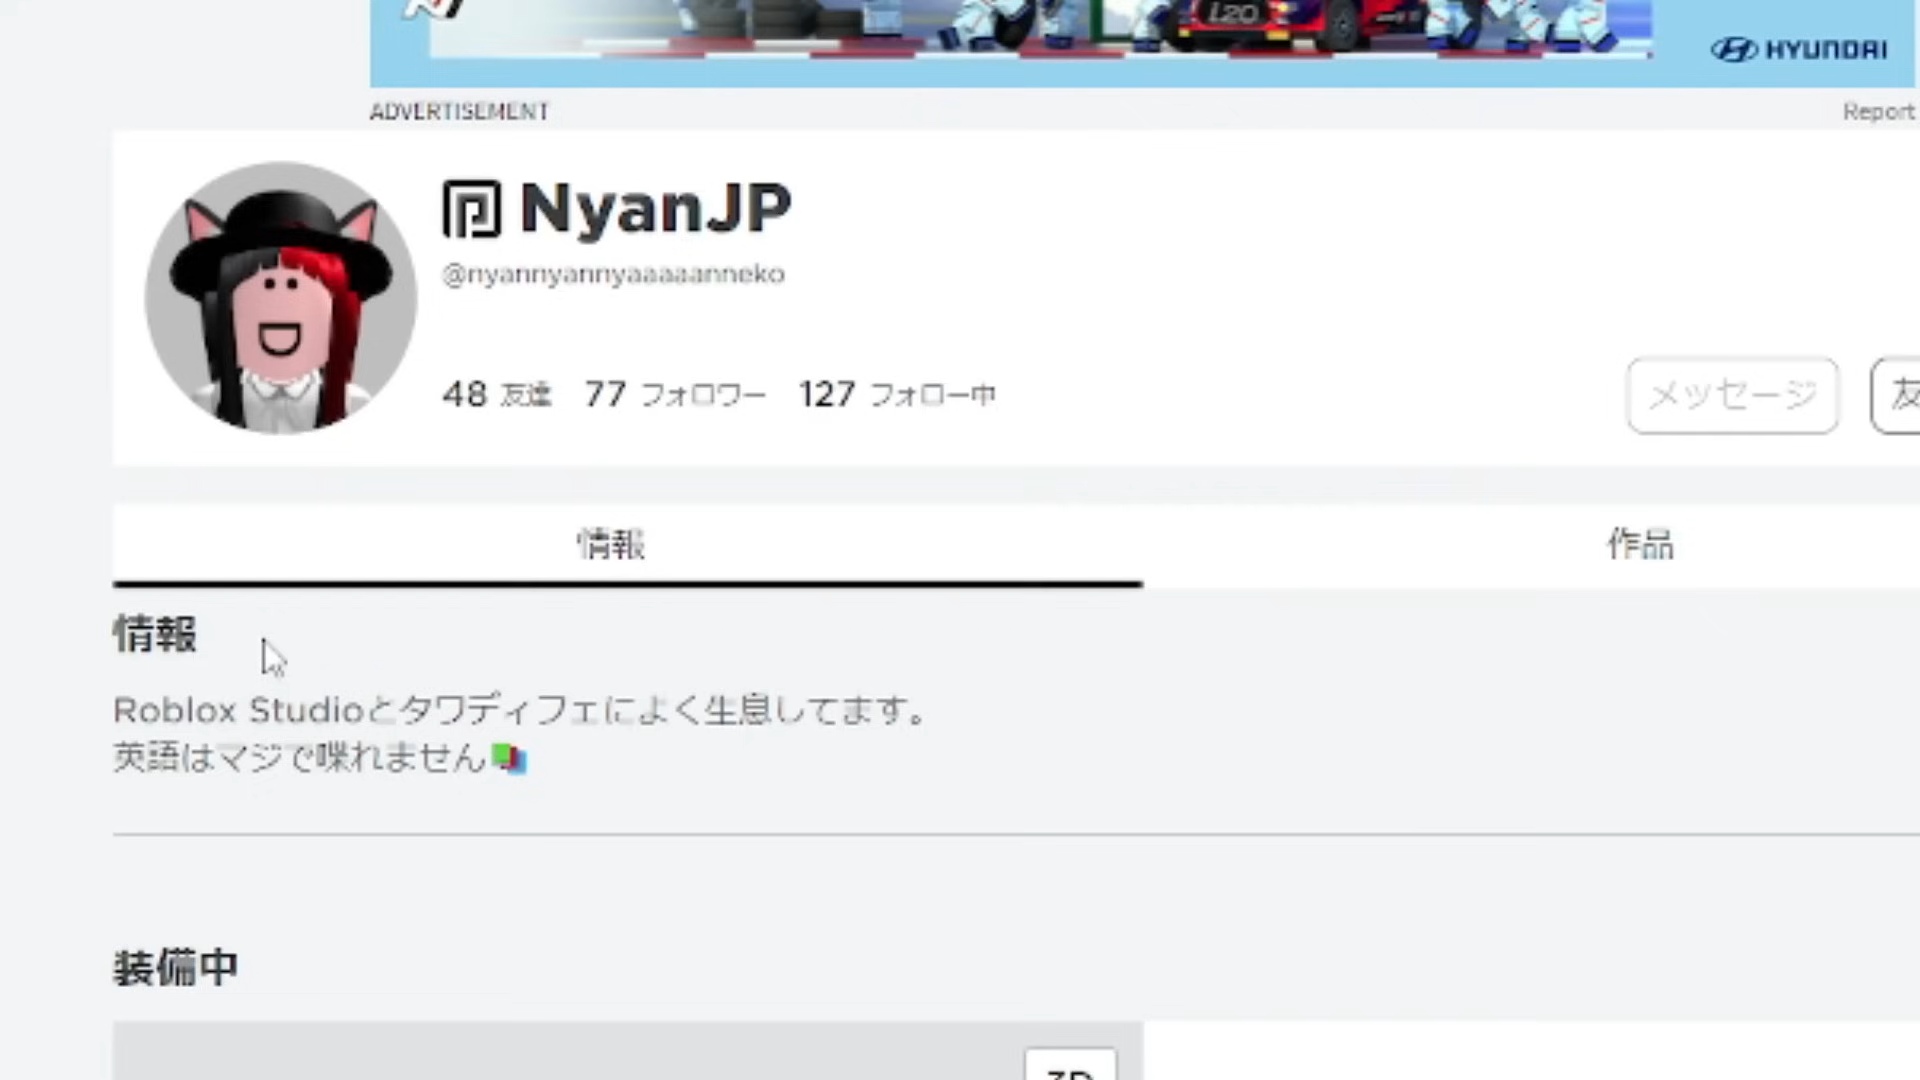 i20
HYUNDAI
ADVERTISEMENT
Report
NyanJP
@nyannyannyaaaaanneko
48 友達 77 フォロワー 127 フォロー中
メッセージ
友
情報
作品
情報
Roblox Studioとタワディフェによく生息してます。
英語はマジで喋れません
装備中
3D